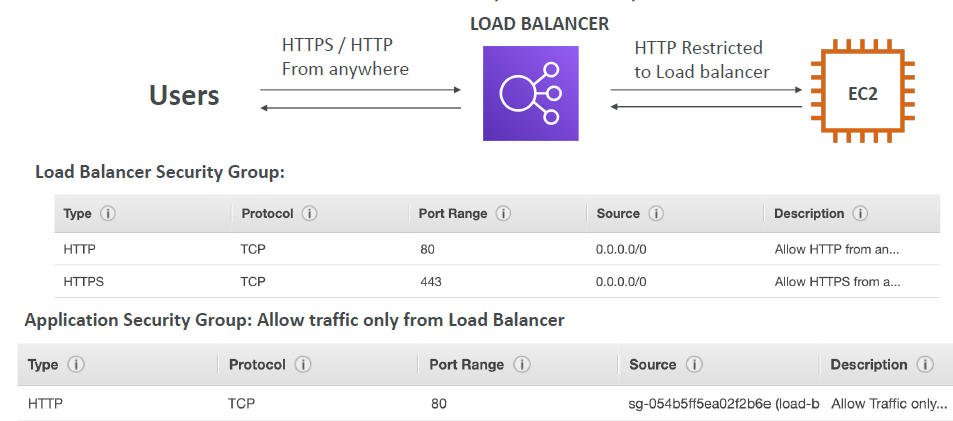 LOAD BALANCER
HTTPS / HTTP
From anywhere
HTTP Restricted
to Load balancer
Users
EC2
Load Balancer Security Group:
Type Protocol Port Range Source Description
HTTP TCP 80 0.0.0.0/0 Allow HTTP from an...
HTTPS TCP 443 0.0.0.0/0 Allow HTTPS from a...
Application Security Group: Allow traffic only from Load Balancer
Type Protocol Port Range Source Description
HTTP TCP 80 sg-054b5ff5ea02f2b6e (load-b Allow Traffic only...